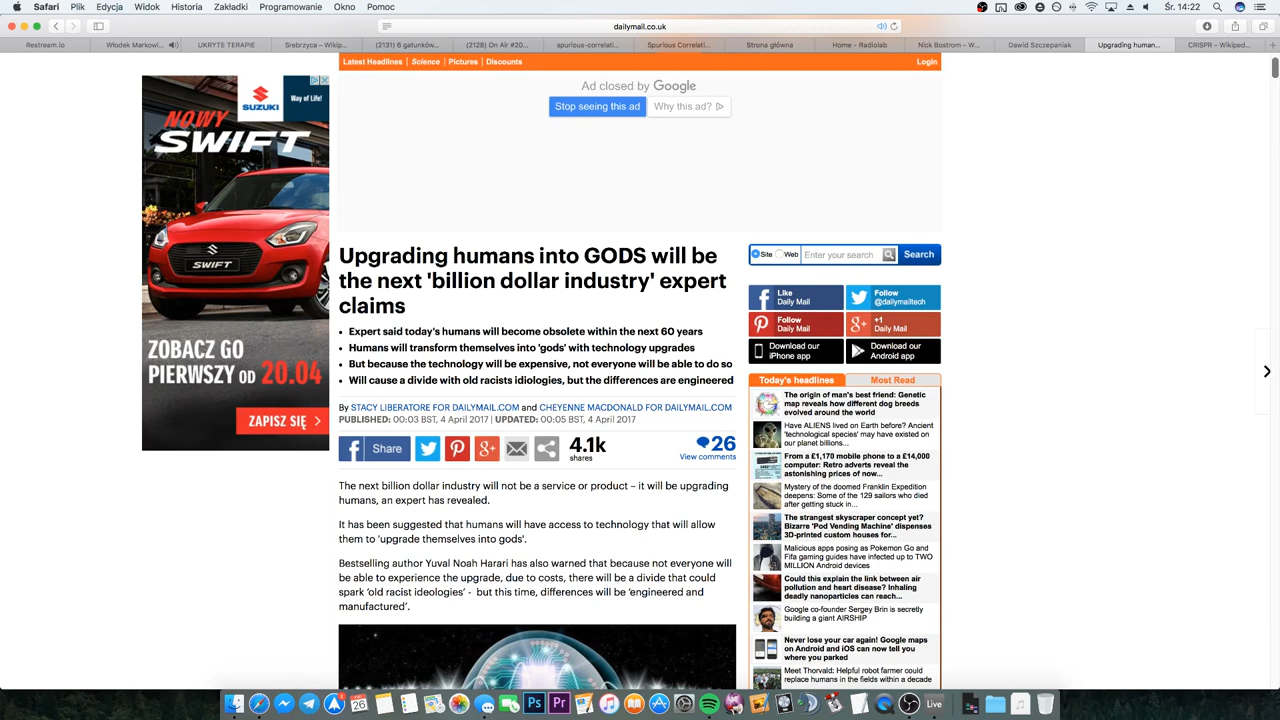 Safari Plik Edycja Widok Historia Zakładki Programowanie Okno Pomoc Śr. 14:22
dailymail.co.uk
Restream.io Włodek Markowi... UKRYTE TERAPIE Srebrzyca – Wikip... (2131) 6 gatunków... (2128) On Air #20... spurious-correlati... Spurious Correlati... Strona główna Home - Radiolab Nick Bostrom – W... Dawid Szczepaniak Upgrading human... CRISPR – Wikiped...
Latest Headlines | Science | Pictures | Discounts Login
Ad closed by Google
Stop seeing this ad Why this ad?
SUZUKI Way of Life!
NOWY
SWIFT
SWIFT
ZOBACZ GO
PIERWSZY OD 20.04
ZAPISZ SIĘ
Upgrading humans into GODS will be
the next 'billion dollar industry' expert
claims
• Expert said today's humans will become obsolete within the next 60 years
• Humans will transform themselves into 'gods' with technology upgrades
• But because the technology will be expensive, not everyone will be able to do so
• Will cause a divide with old racists idiologies, but the differences are engineered
By STACY LIBERATORE FOR DAILYMAIL.COM and CHEYENNE MACDONALD FOR DAILYMAIL.COM
PUBLISHED: 00:03 BST, 4 April 2017 | UPDATED: 00:05 BST, 4 April 2017
Share 4.1k shares 26 View comments
The next billion dollar industry will not be a service or product – it will be upgrading
humans, an expert has revealed.
It has been suggested that humans will have access to technology that will allow
them to 'upgrade themselves into gods'.
Bestselling author Yuval Noah Harari has also warned that because not everyone will
be able to experience the upgrade, due to costs, there will be a divide that could
spark 'old racist ideologies' - but this time, differences will be 'engineered and
manufactured'.
Site Web Enter your search Search
Like
Daily Mail
Follow
@dailymailtech
Follow
Daily Mail
+1
Daily Mail
Download our
iPhone app
Download our
Android app
Today's headlines Most Read
The origin of man's best friend: Genetic
map reveals how different dog breeds
evolved around the world
Have ALIENS lived on Earth before? Ancient
'technological species' may have existed on
our planet billions...
From a £1,170 mobile phone to a £14,000
computer: Retro adverts reveal the
astonishing prices of now...
Mystery of the doomed Franklin Expedition
deepens: Some of the 129 sailors who died
after getting stuck in...
The strangest skyscraper concept yet?
Bizarre 'Pod Vending Machine' dispenses
3D-printed custom houses for...
Malicious apps posing as Pokemon Go and
Fifa gaming guides have infected up to TWO
MILLION Android devices
Could this explain the link between air
pollution and heart disease? Inhaling
deadly nanoparticles can reach...
Google co-founder Sergey Brin is secretly
building a giant AIRSHIP
Never lose your car again! Google maps
on Android and iOS can now tell you
where you parked
Meet Thorvald: Helpful robot farmer could
replace humans in the fields within a decade
26 Ps Pr Live